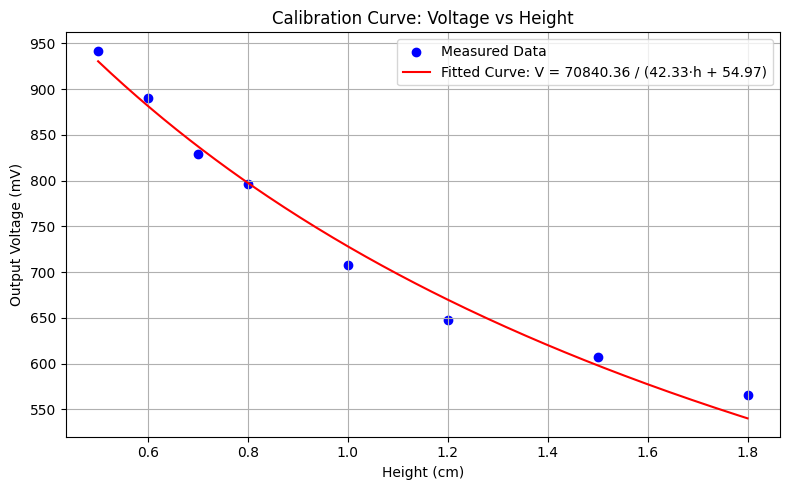 Calibration Curve: Voltage vs Height
Measured Data
Fitted Curve: V = 70840.36 / (42.33·h + 54.97)
Output Voltage (mV)
950
900
850
800
750
700
650
600
550
0.6 0.8 1.0 1.2 1.4 1.6 1.8
Height (cm)